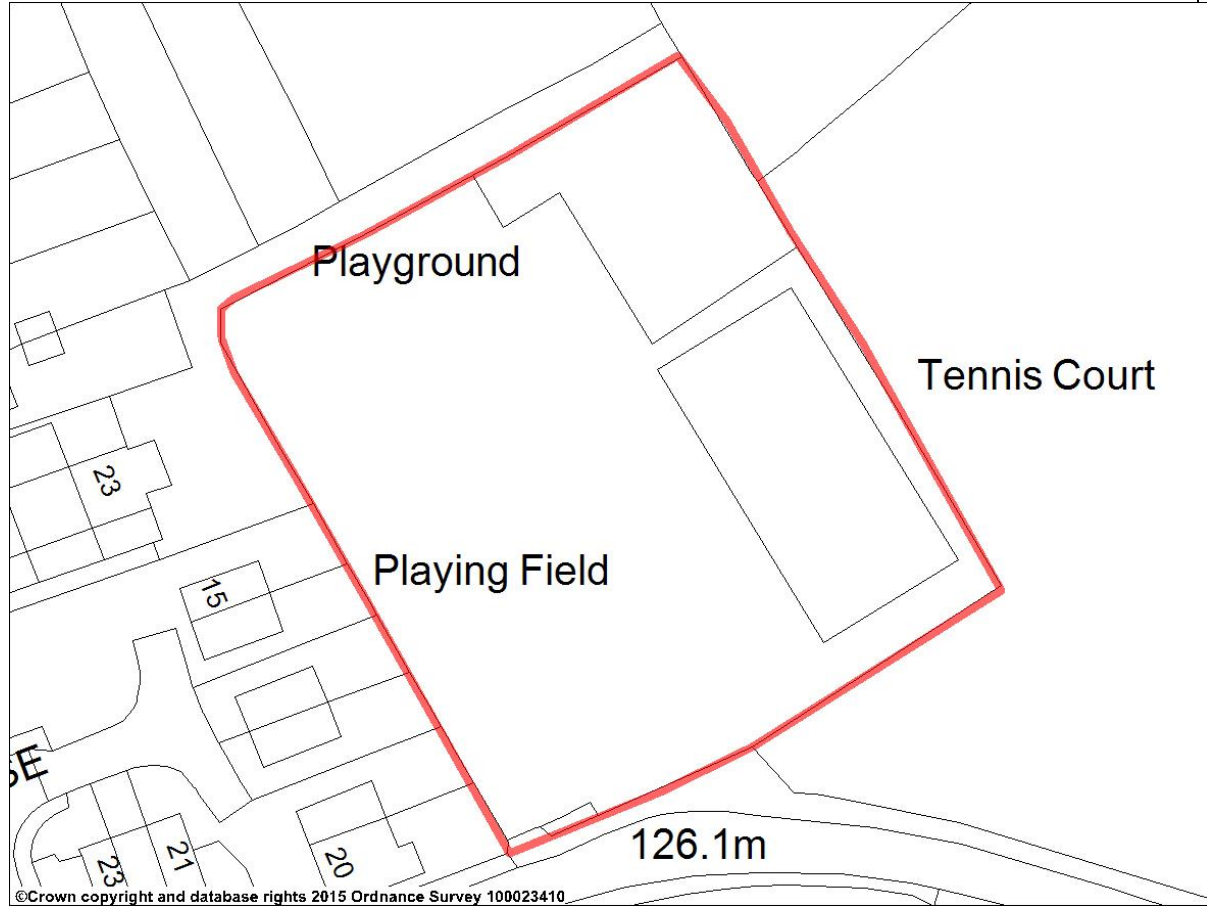 Playground
Tennis Court
23
Playing Field
15
SE
126.1m
21
20
23
©Crown copyright and database rights 2015 Ordnance Survey 100023410